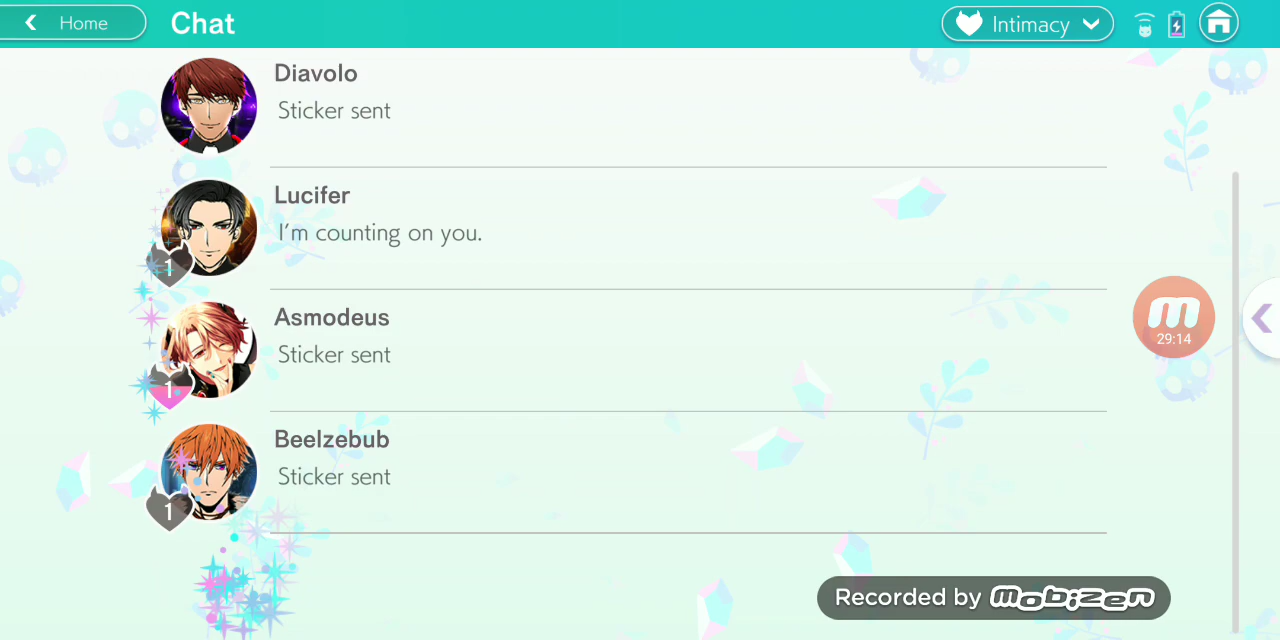 Home
Chat
Intimacy
Diavolo
Sticker sent
Lucifer
I'm counting on you.
1
Asmodeus
Sticker sent
1
Beelzebub
Sticker sent
1
m
29:14
Recorded by mobizen